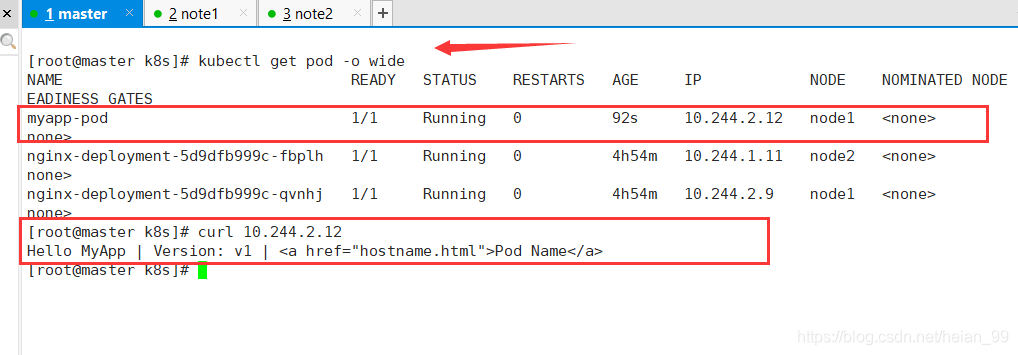 1 master
2 note1
3 note2
[root@master k8s]# kubectl get pod -o wide
NAME READY STATUS RESTARTS AGE IP NODE NOMINATED NODE
EADINESS GATES
myapp-pod 1/1 Running 0 92s 10.244.2.12 node1 <none>
none>
nginx-deployment-5d9dfb999c-fbplh 1/1 Running 0 4h54m 10.244.1.11 node2 <none>
none>
nginx-deployment-5d9dfb999c-qvnhj 1/1 Running 0 4h54m 10.244.2.9 node1 <none>
none>
[root@master k8s]# curl 10.244.2.12
Hello MyApp | Version: v1 | <a href="hostname.html">Pod Name</a>
[root@master k8s]#
https://blog.csdn.net/heian_99